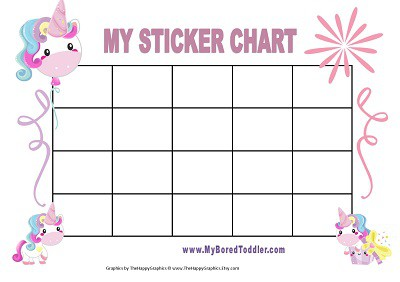 MY STICKER CHART
www.MyBoredToddler.com
Graphics by TheHappyGraphics © www.TheHappyGraphics.Etsy.com